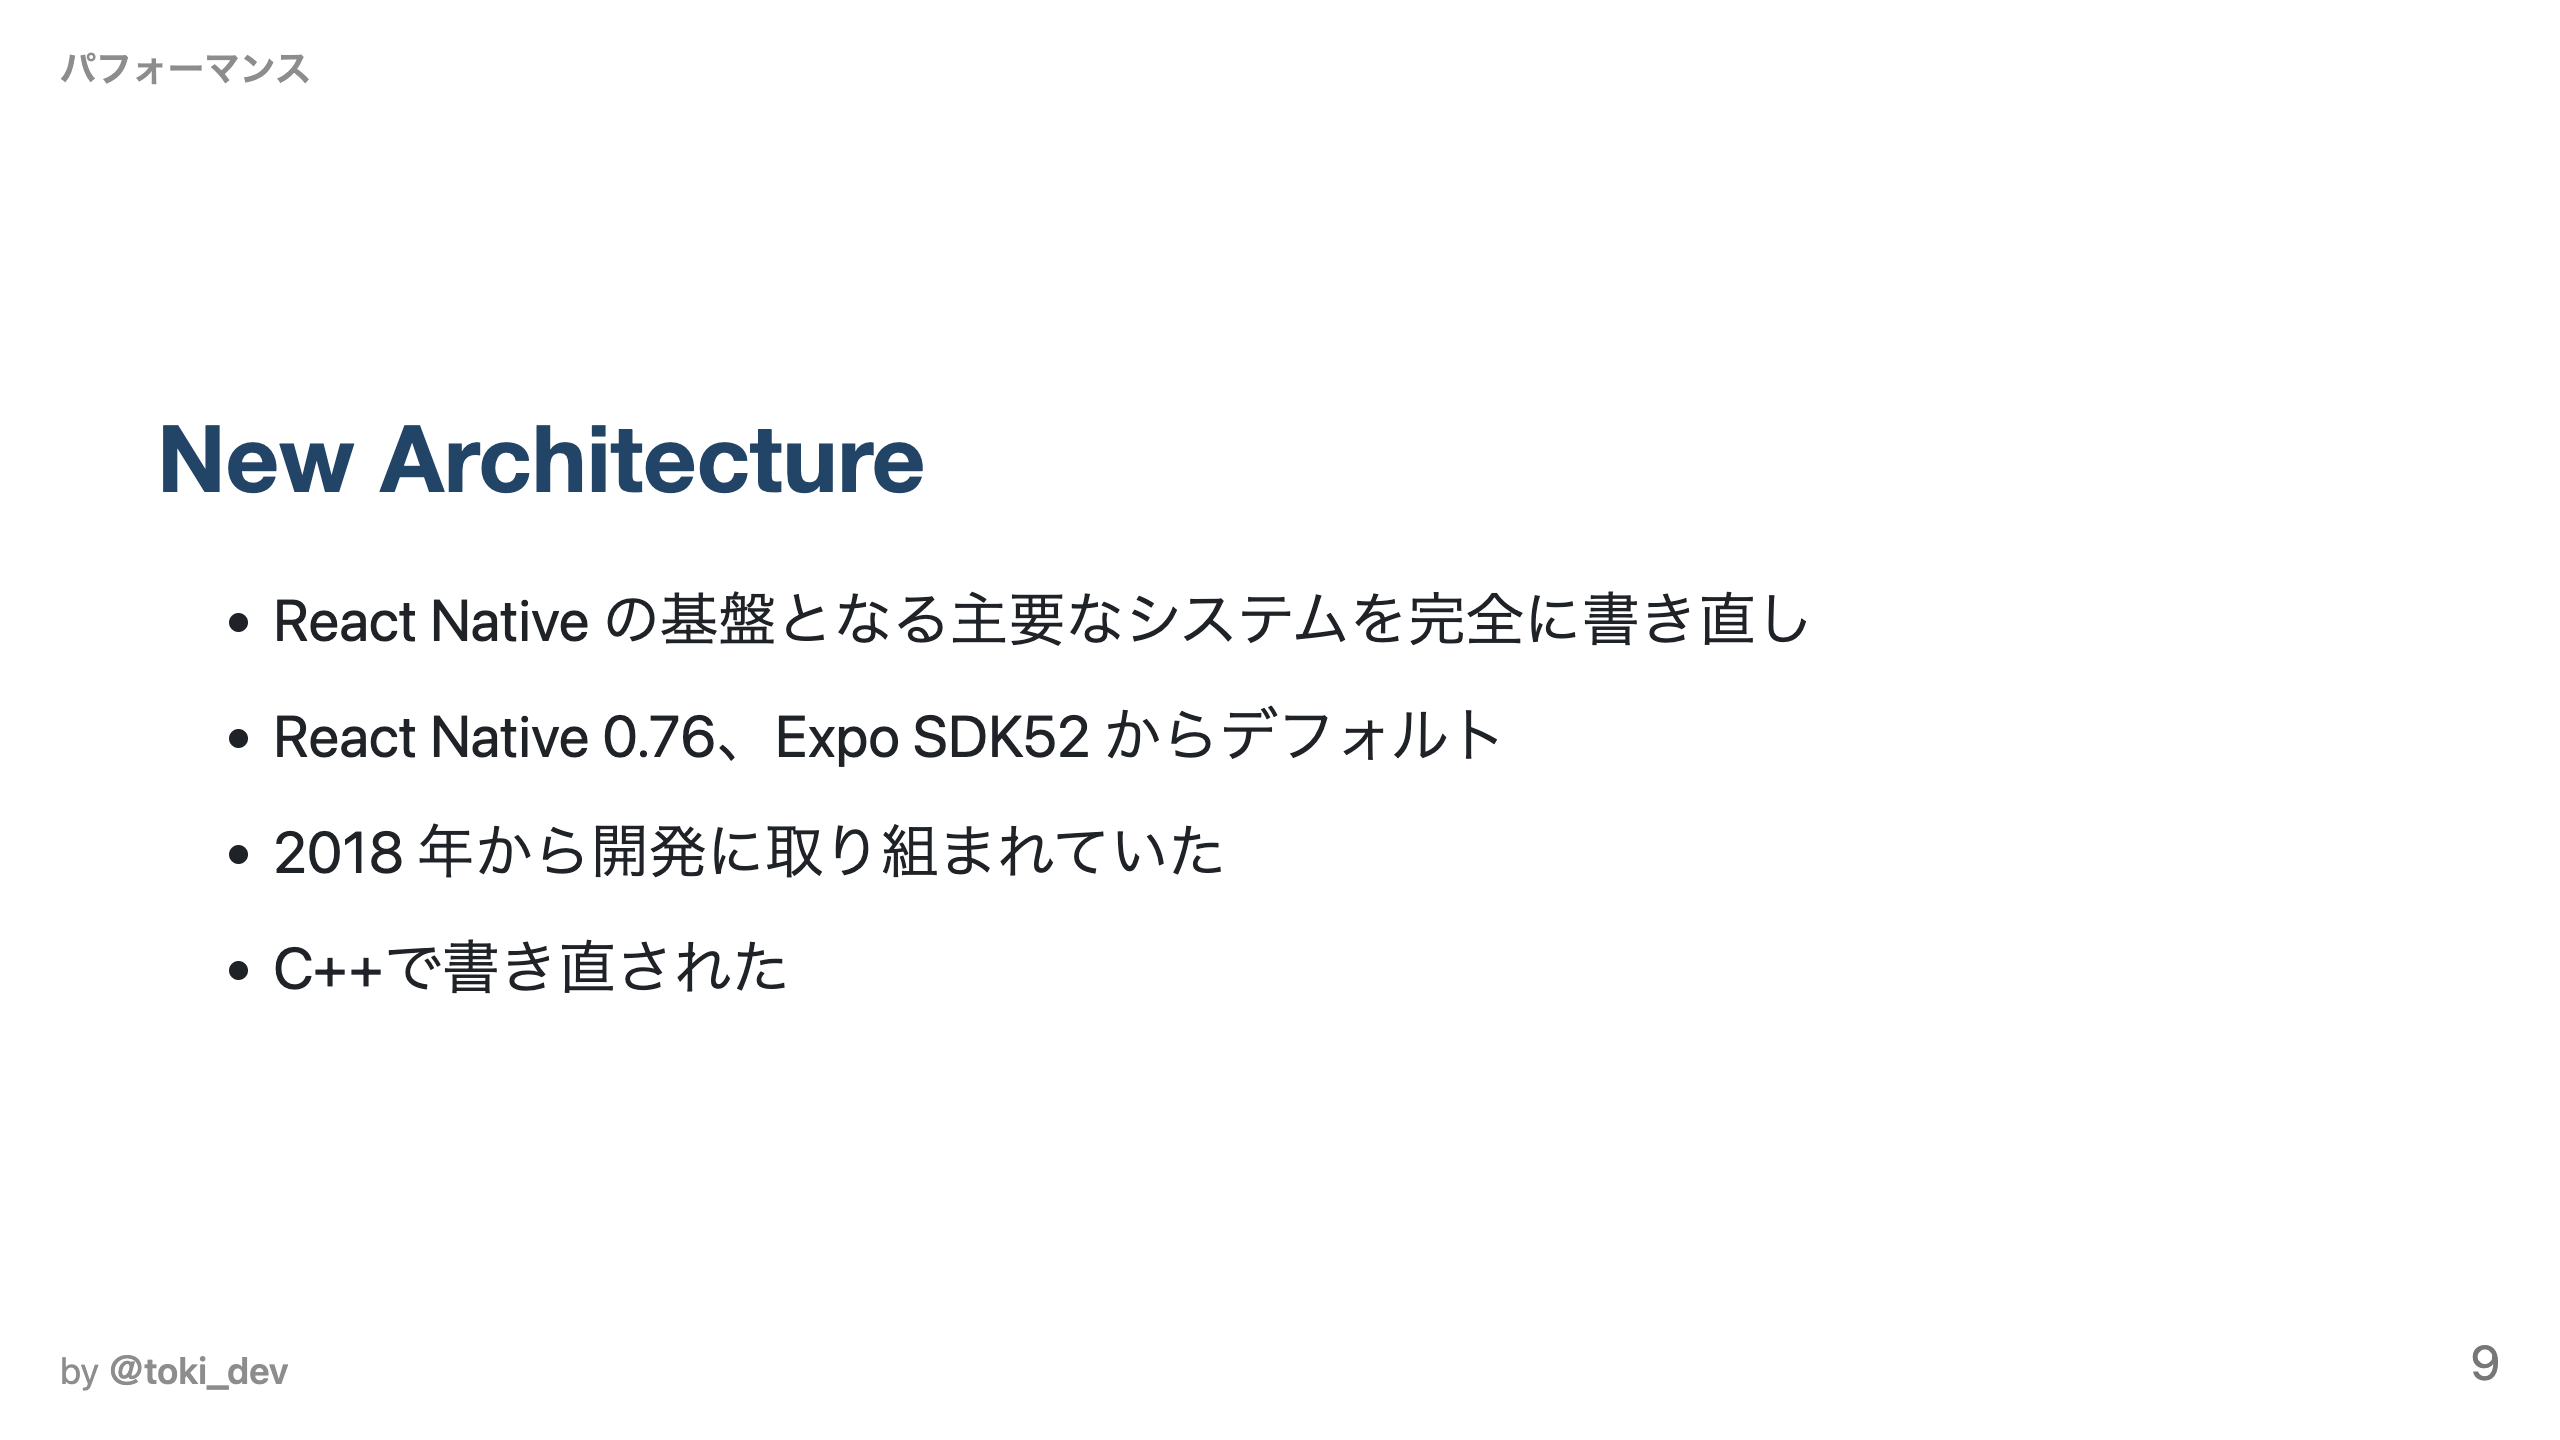 パフォーマンス
New Architecture
• React Native の基盤となる主要なシステムを完全に書き直し
• React Native 0.76、Expo SDK52 からデフォルト
• 2018 年から開発に取り組まれていた
• C++で書き直された
by @toki_dev
9